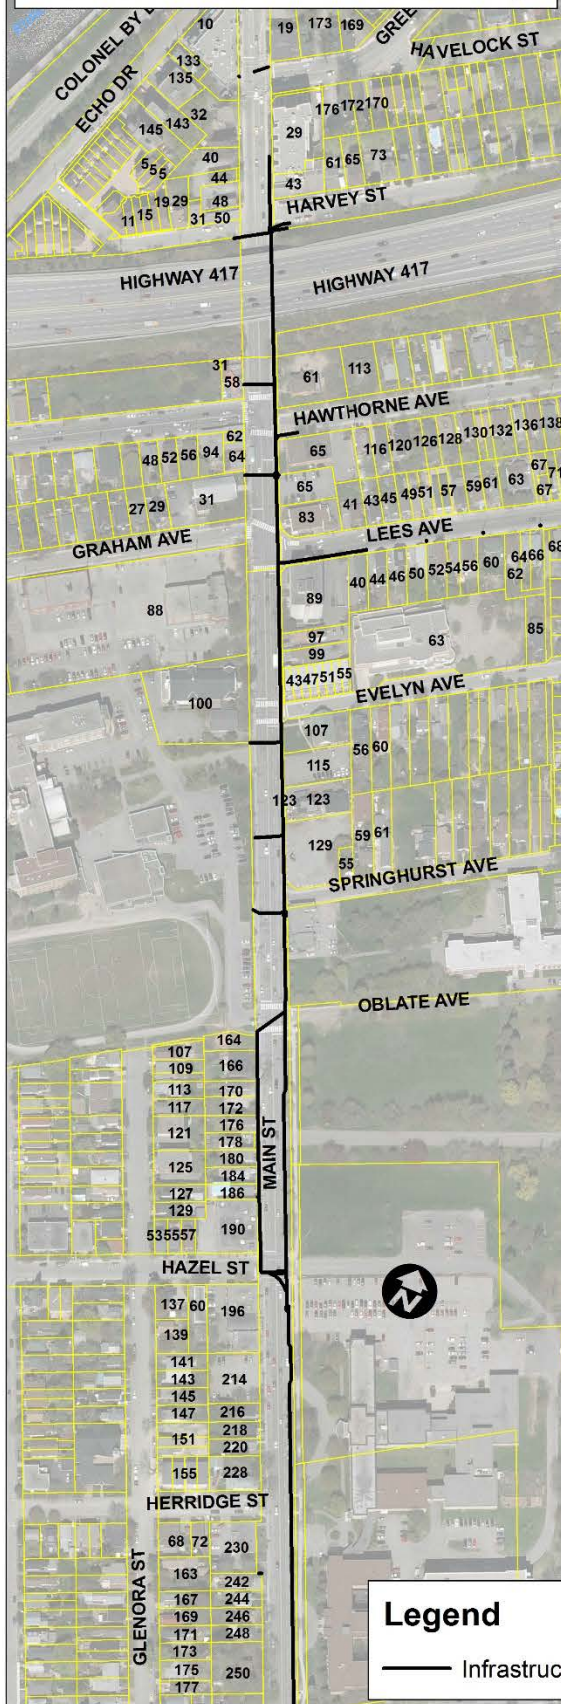 10
19 173 169
GREE
COLONEL BY D
HAVELOCK ST
133
135
ECHO DR
176 172 170
32
145 143
29
40
61 65 73
5 5 5
44
43
19 29
48
11 15
31 50
HARVEY ST
HIGHWAY 417
HIGHWAY 417
31
61 113
58
HAWTHORNE AVE
62
116 120 126 128 130 132 136 138
48 52 56 94 64
65
67
71
65
41 43 45 49 51 57 59 61 63
67
27 29 31
83
LEES AVE
GRAHAM AVE
64 66 68
40 44 46 50 52 54 56 60
62
89
88
97
63
85
99
43 47 51 55
EVELYN AVE
100
107
56 60
115
123 123
59 61
129
55
SPRINGHURST AVE
OBLATE AVE
164
107
109 166
113 170
117 172
176
121
178
180
125
184
127 186
129
MAIN ST
53 55 57 190
HAZEL ST
137 60 196
139
N
141
143 214
145
147 216
218
151
220
155 228
HERRIDGE ST
68 72 230
163
242
167 244
169 246
171 248
173
175 250
177
GLENORA ST
Legend
Infrastruc